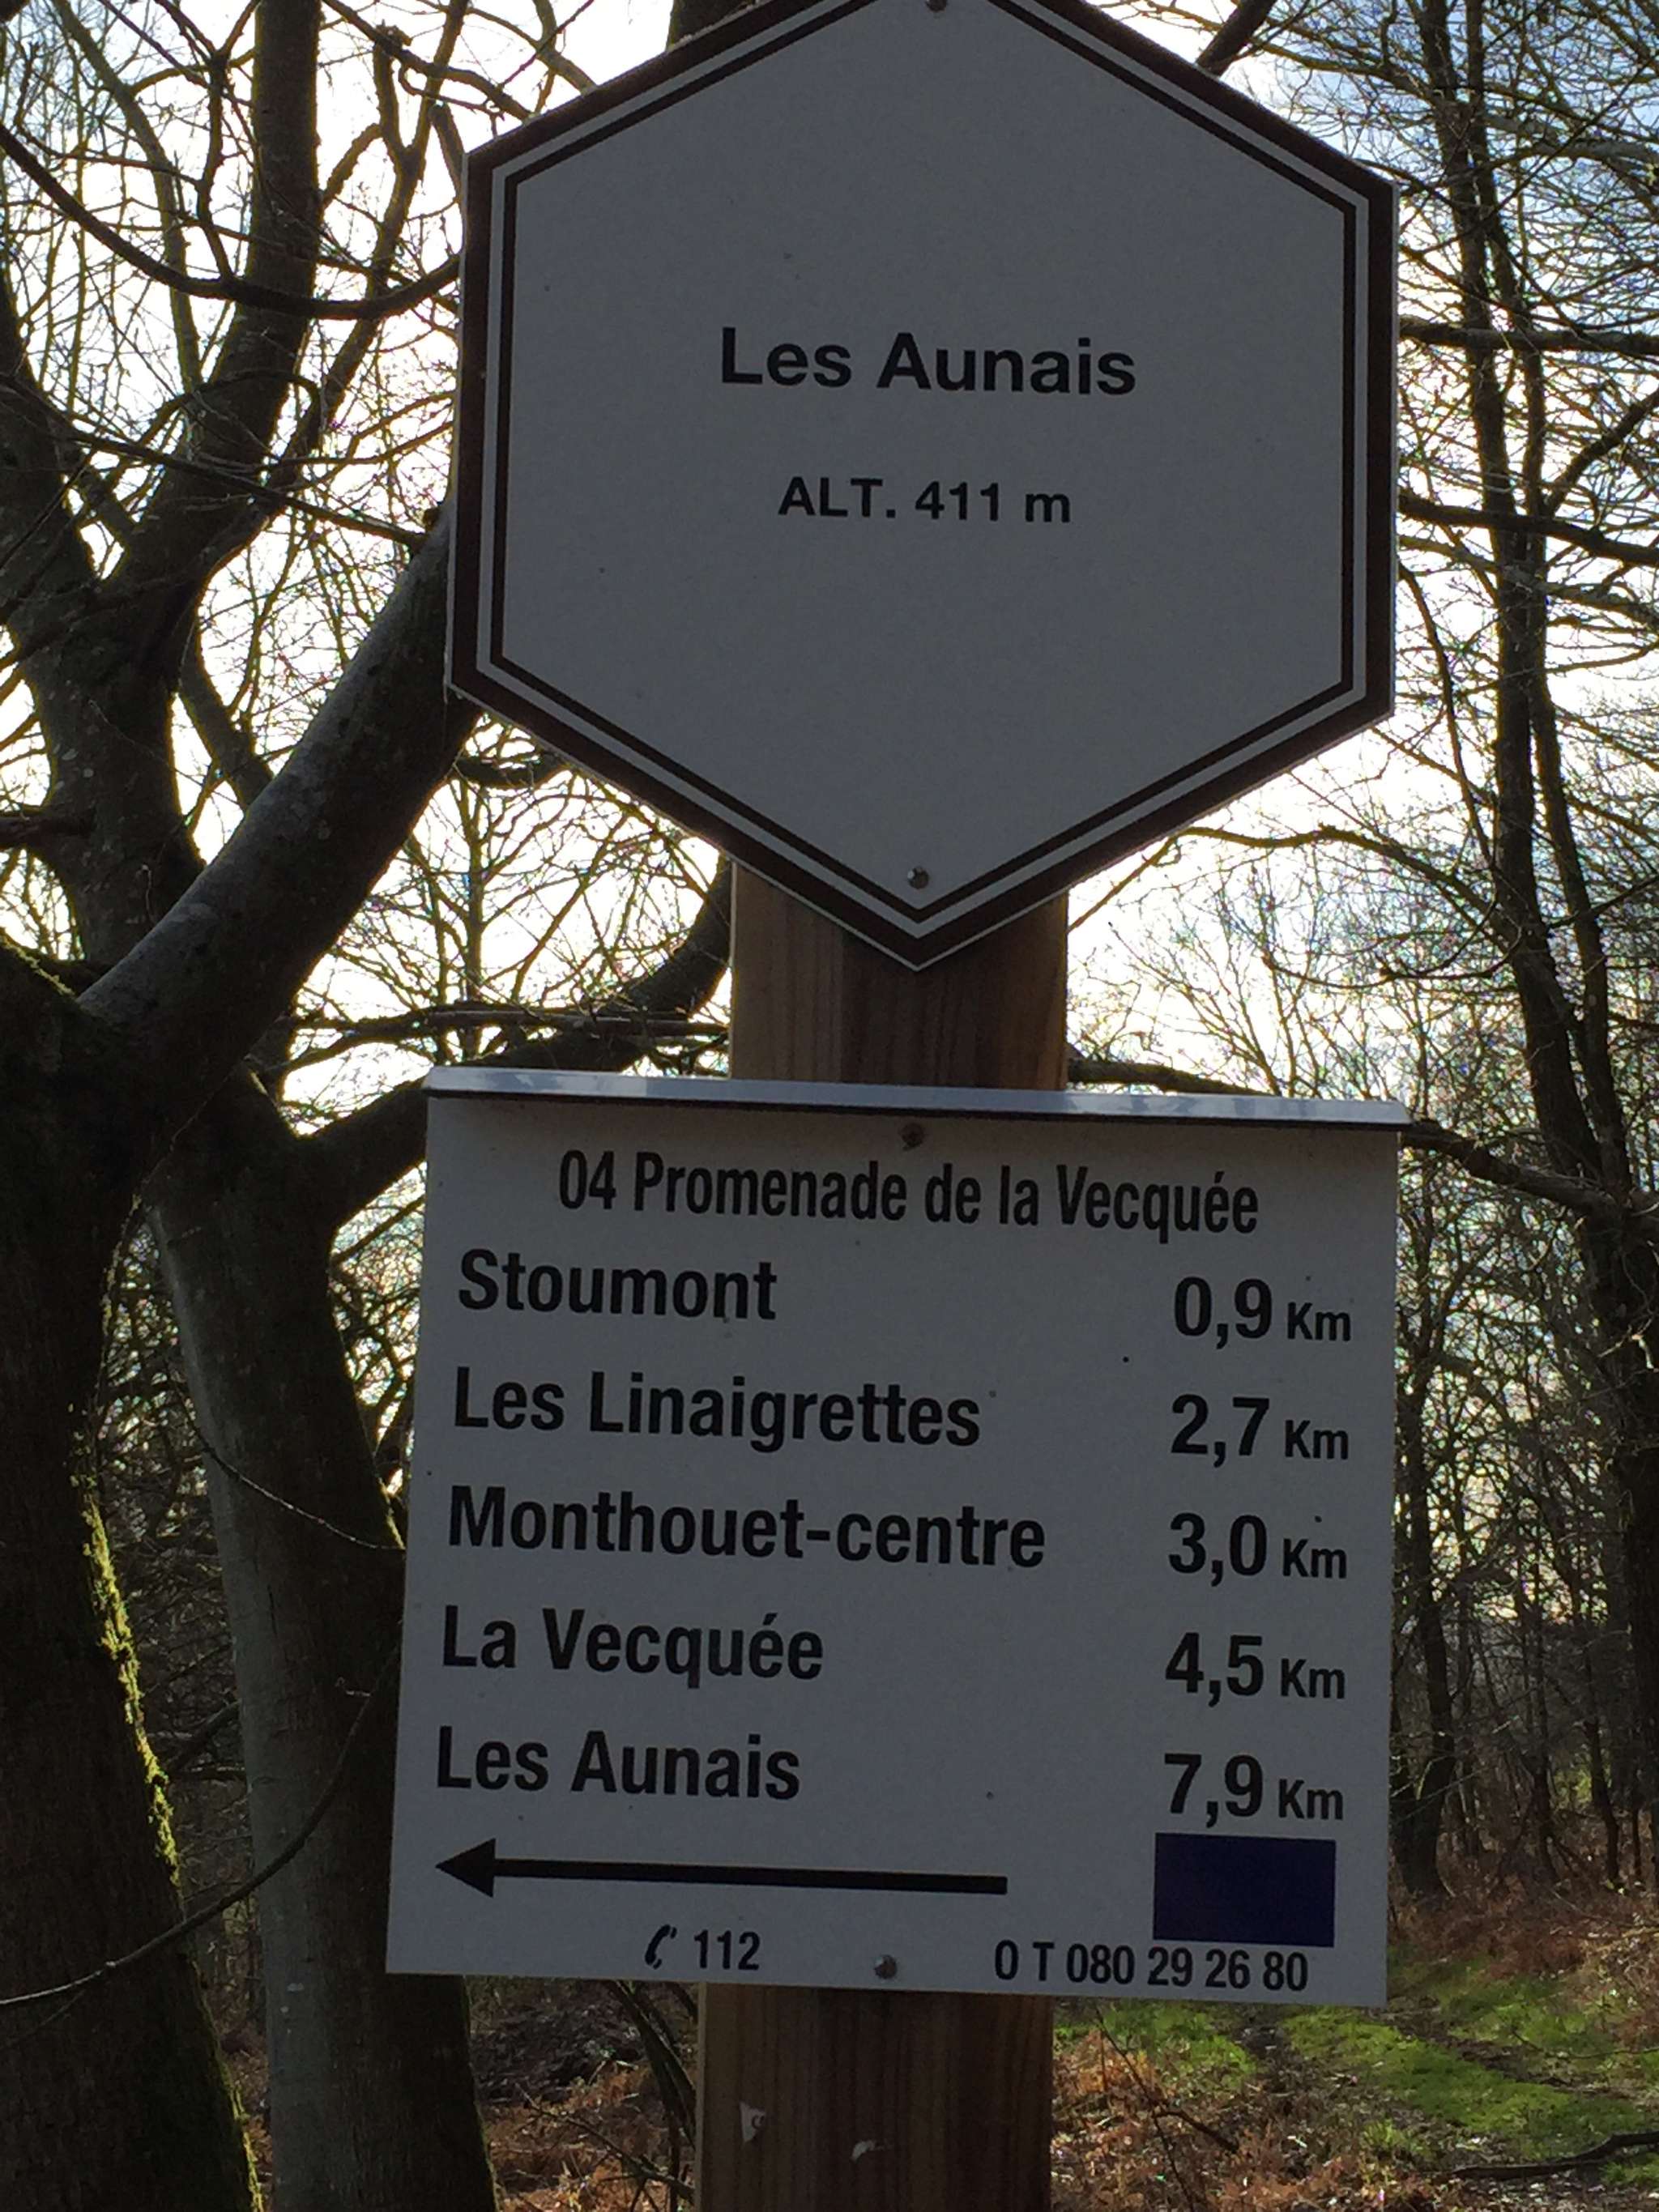 Les Aunais
ALT. 411 m
04 Promenade de la Vecquée
Stoumont 0,9 Km
Les Linaigrettes 2,7 Km
Monthouet-centre 3,0 Km
La Vecquée 4,5 Km
Les Aunais 7,9 Km
112 O T 080 29 26 80